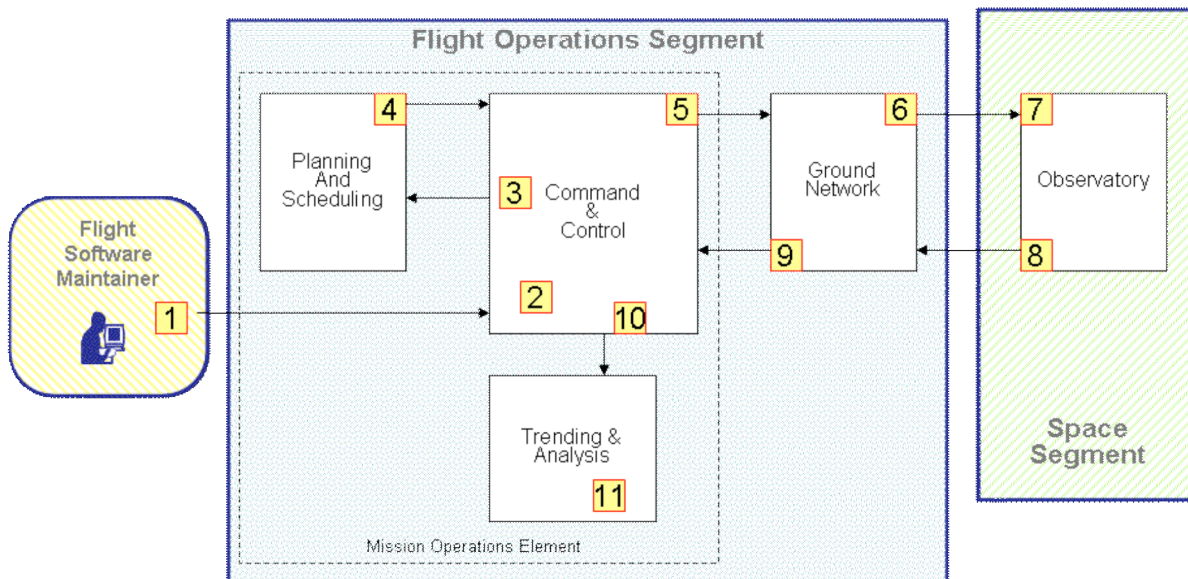 Flight Operations Segment
4
5
6
7
Planning
And
Scheduling
Command
&
Control
Ground
Network
Observatory
3
Flight
Software
Maintainer
1
2
9
8
10
Trending &
Analysis
11
Space
Segment
Mission Operations Element